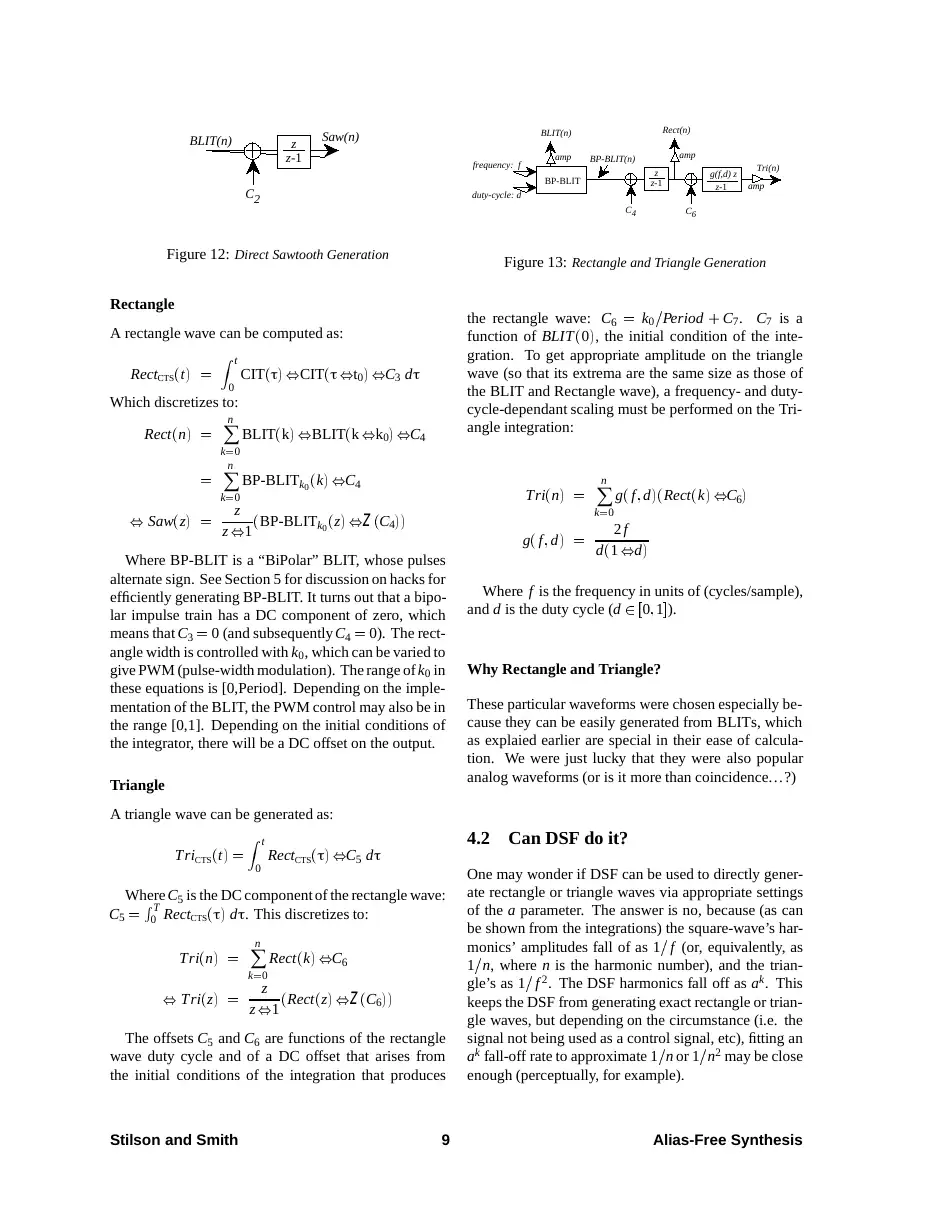 BLIT(n)
Saw(n)
z
z-1
C2
Figure 12: Direct Sawtooth Generation
Rectangle
A rectangle wave can be computed as:
RectCTS(t) = ∫₀ᵗ CIT(τ) ⇔CIT(τ ⇔t0) ⇔C3 dτ
Which discretizes to:
Rect(n) = ∑ₖ₌₀ⁿ BLIT(k) ⇔BLIT(k ⇔k0) ⇔C4
= ∑ₖ₌₀ⁿ BP-BLITk0(k) ⇔C4
⇔ Saw(z) = z/(z ⇔1) (BP-BLITk0(z) ⇔Z (C4))
Where BP-BLIT is a “BiPolar” BLIT, whose pulses
alternate sign. See Section 5 for discussion on hacks for
efficiently generating BP-BLIT. It turns out that a bipo-
lar impulse train has a DC component of zero, which
means that C3 = 0 (and subsequently C4 = 0). The rect-
angle width is controlled with k0, which can be varied to
give PWM (pulse-width modulation). The range of k0 in
these equations is [0,Period]. Depending on the imple-
mentation of the BLIT, the PWM control may also be in
the range [0,1]. Depending on the initial conditions of
the integrator, there will be a DC offset on the output.
Triangle
A triangle wave can be generated as:
TriCTS(t) = ∫₀ᵗ RectCTS(τ) ⇔C5 dτ
Where C5 is the DC component of the rectangle wave:
C5 = ∫₀ᵀ RectCTS(τ) dτ. This discretizes to:
Tri(n) = ∑ₖ₌₀ⁿ Rect(k) ⇔C6
⇔ Tri(z) = z/(z ⇔1) (Rect(z) ⇔Z (C6))
The offsets C5 and C6 are functions of the rectangle
wave duty cycle and of a DC offset that arises from
the initial conditions of the integration that produces
BLIT(n)
Rect(n)
amp
BP-BLIT(n)
amp
frequency: f
BP-BLIT
z
z-1
g(f,d) z
z-1
Tri(n)
duty-cycle: d
amp
C4
C6
Figure 13: Rectangle and Triangle Generation
the rectangle wave: C6 = k0/Period + C7. C7 is a
function of BLIT(0), the initial condition of the inte-
gration. To get appropriate amplitude on the triangle
wave (so that its extrema are the same size as those of
the BLIT and Rectangle wave), a frequency- and duty-
cycle-dependant scaling must be performed on the Tri-
angle integration:
Tri(n) = ∑ₖ₌₀ⁿ g(f,d)(Rect(k) ⇔C6)
g(f,d) = 2f/(d(1 ⇔d))
Where f is the frequency in units of (cycles/sample),
and d is the duty cycle (d ∈ [0,1]).
Why Rectangle and Triangle?
These particular waveforms were chosen especially be-
cause they can be easily generated from BLITs, which
as explaied earlier are special in their ease of calcula-
tion. We were just lucky that they were also popular
analog waveforms (or is it more than coincidence...?)
4.2 Can DSF do it?
One may wonder if DSF can be used to directly gener-
ate rectangle or triangle waves via appropriate settings
of the a parameter. The answer is no, because (as can
be shown from the integrations) the square-wave's har-
monics' amplitudes fall of as 1/f (or, equivalently, as
1/n, where n is the harmonic number), and the trian-
gle's as 1/f². The DSF harmonics fall off as aᵏ. This
keeps the DSF from generating exact rectangle or trian-
gle waves, but depending on the circumstance (i.e. the
signal not being used as a control signal, etc), fitting an
aᵏ fall-off rate to approximate 1/n or 1/n² may be close
enough (perceptually, for example).
Stilson and Smith
9
Alias-Free Synthesis